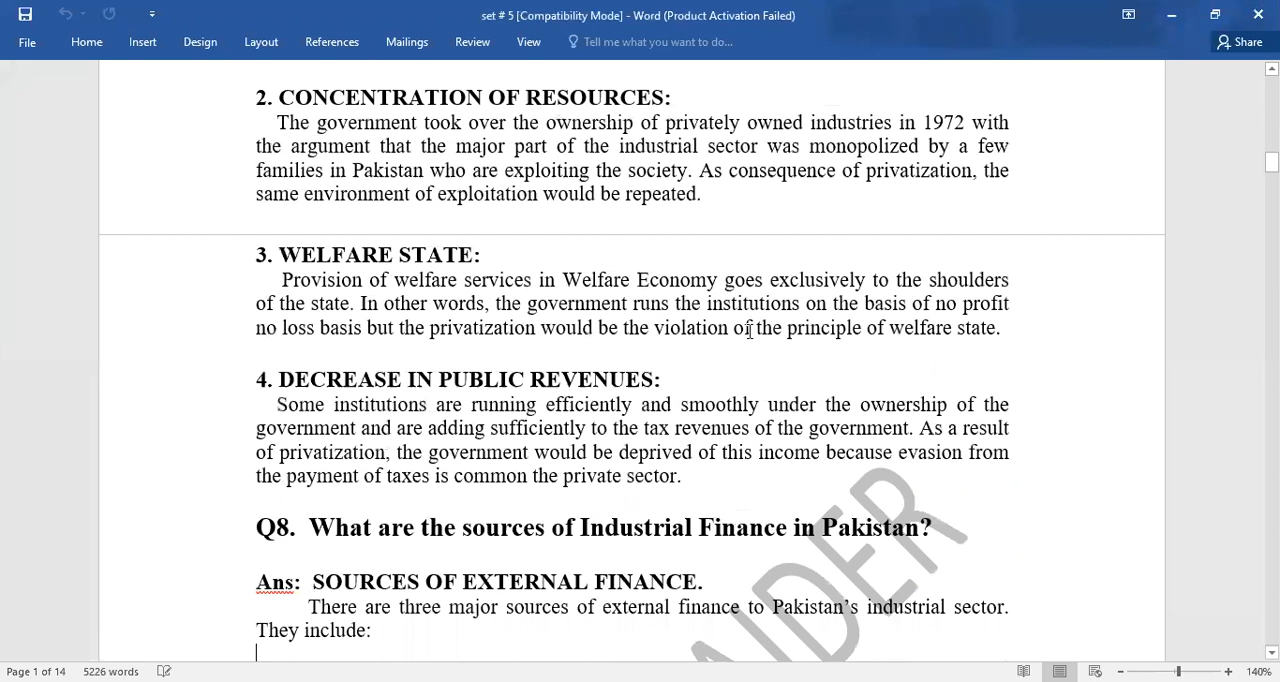 set # 5 [Compatibility Mode] - Word (Product Activation Failed)
File Home Insert Design Layout References Mailings Review View Tell me what you want to do... Share
2. CONCENTRATION OF RESOURCES:
The government took over the ownership of privately owned industries in 1972 with
the argument that the major part of the industrial sector was monopolized by a few
families in Pakistan who are exploiting the society. As consequence of privatization, the
same environment of exploitation would be repeated.
3. WELFARE STATE:
Provision of welfare services in Welfare Economy goes exclusively to the shoulders
of the state. In other words, the government runs the institutions on the basis of no profit
no loss basis but the privatization would be the violation of the principle of welfare state.
4. DECREASE IN PUBLIC REVENUES:
Some institutions are running efficiently and smoothly under the ownership of the
government and are adding sufficiently to the tax revenues of the government. As a result
of privatization, the government would be deprived of this income because evasion from
the payment of taxes is common the private sector.
Q8. What are the sources of Industrial Finance in Pakistan?
Ans: SOURCES OF EXTERNAL FINANCE.
There are three major sources of external finance to Pakistan's industrial sector.
They include:
Page 1 of 14 5226 words 140%